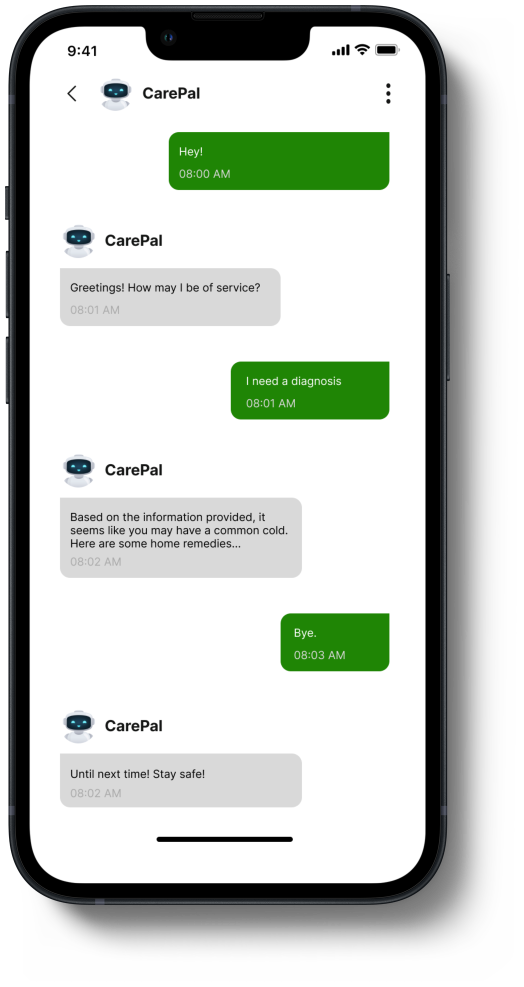 9:41
CarePal
Hey!
08:00 AM
CarePal
Greetings! How may I be of service?
08:01 AM
I need a diagnosis
08:01 AM
CarePal
Based on the information provided, it
seems like you may have a common cold.
Here are some home remedies...
08:02 AM
Bye.
08:03 AM
CarePal
Until next time! Stay safe!
08:02 AM